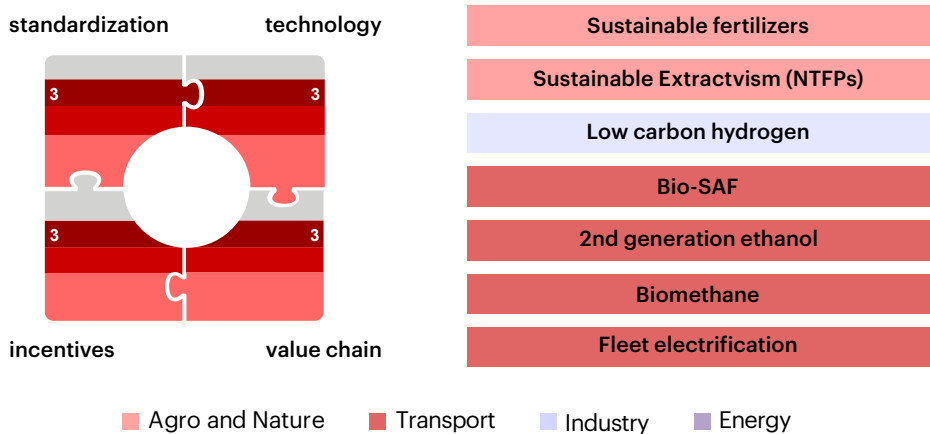 standardization
technology
3
3
3
3
incentives
value chain
Sustainable fertilizers
Sustainable Extractvism (NTFPs)
Low carbon hydrogen
Bio-SAF
2nd generation ethanol
Biomethane
Fleet electrification
Agro and Nature
Transport
Industry
Energy